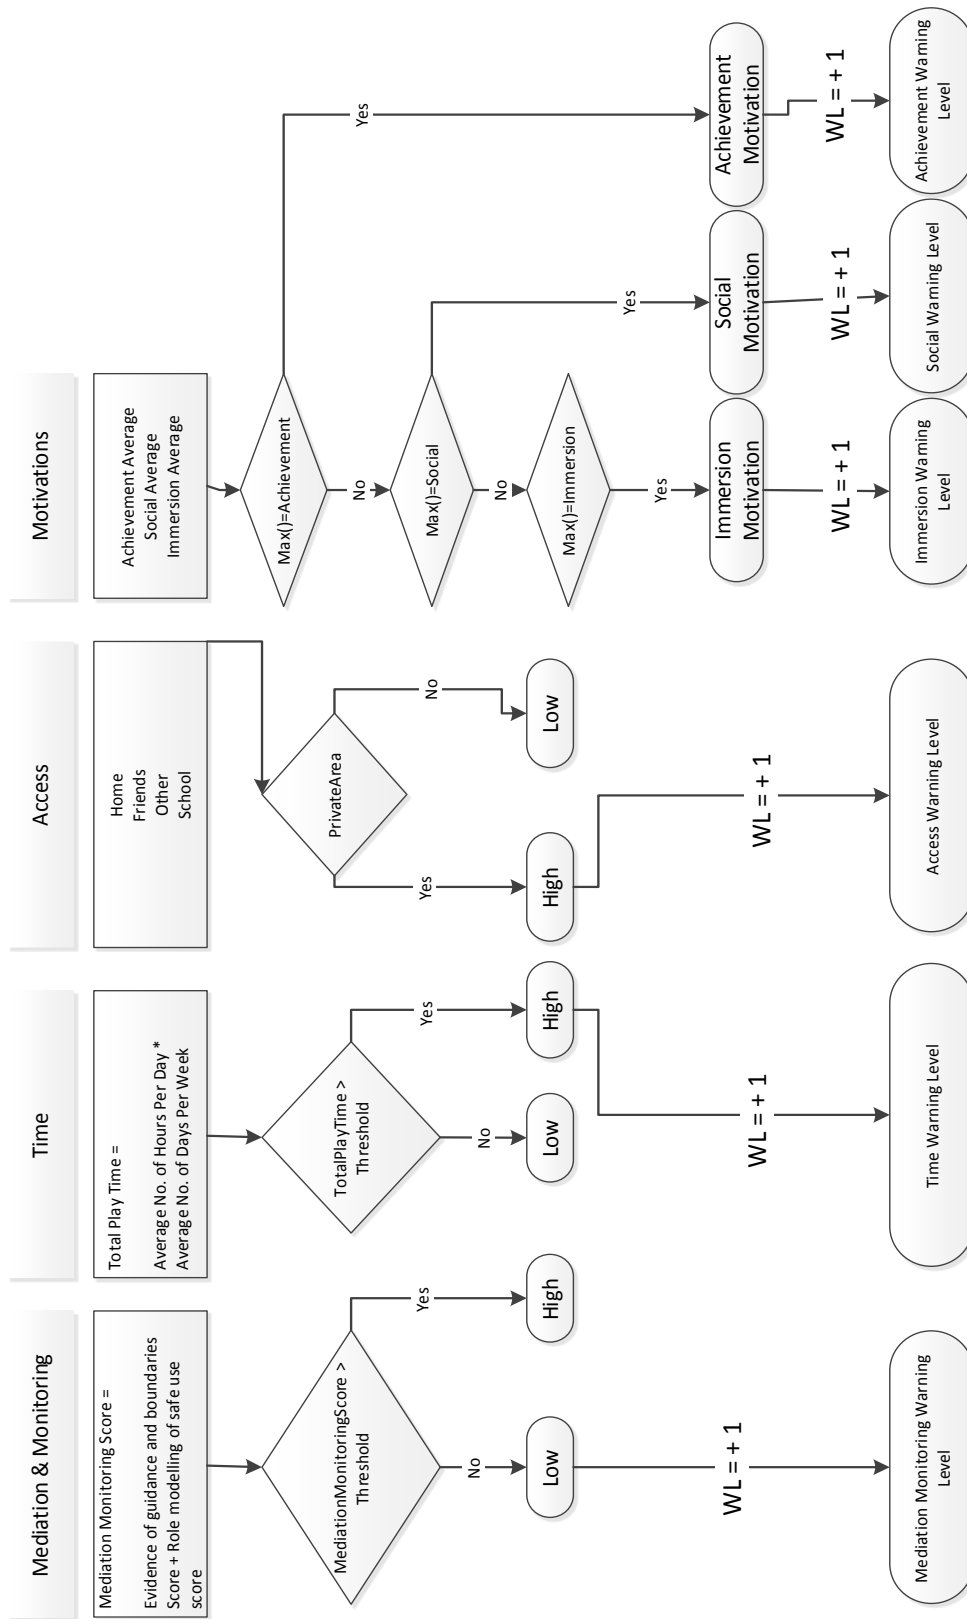 Mediation & Monitoring
Mediation Monitoring Score =
Evidence of guidance and boundaries
Score + Role modelling of safe use
score
MediationMonitoringScore >
Threshold
No
Yes
Low
High
WL = + 1
Mediation Monitoring Warning
Level
Time
Total Play Time =
Average No. of Hours Per Day *
Average No. of Days Per Week
TotalPlayTime >
Threshold
No
Yes
Low
High
WL = + 1
Time Warning Level
Access
Home
Friends
Other
School
PrivateArea
Yes
No
High
Low
WL = + 1
Access Warning Level
Motivations
Achievement Average
Social Average
Immersion Average
Max()=Achievement
Yes
No
Max()=Social
Yes
No
Max()=Immersion
Yes
Immersion
Motivation
Social
Motivation
Achievement
Motivation
WL = + 1
WL = + 1
WL = + 1
Immersion Warning
Level
Social Warning Level
Achievement Warning
Level